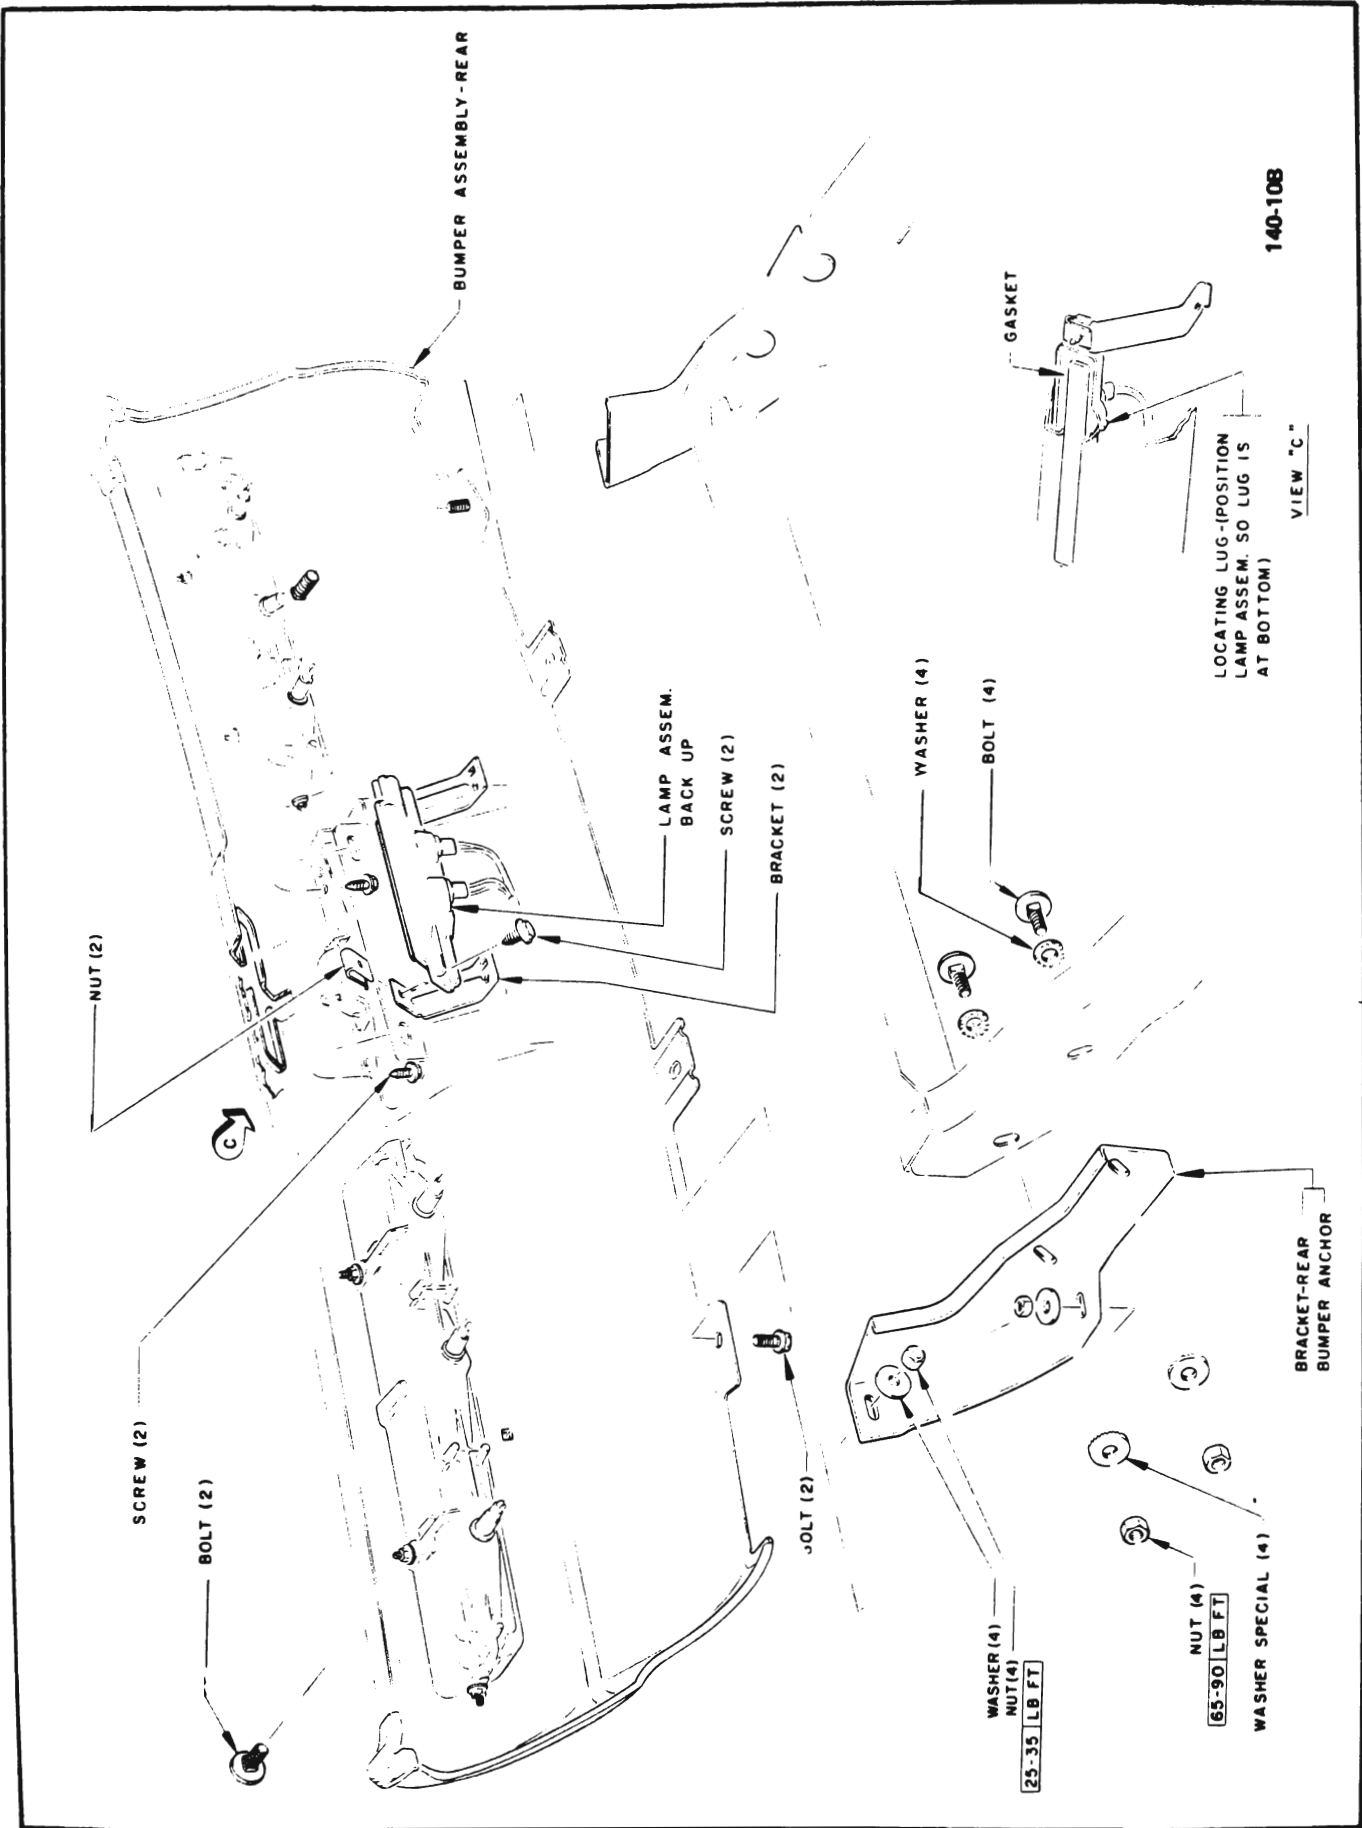 NUT (2)
SCREW (2)
BOLT (2)
C
BUMPER ASSEMBLY-REAR
LAMP ASSEM.
BACK UP
SCREW (2)
BRACKET (2)
OLT (2)
WASHER (4)
BOLT (4)
WASHER (4)
NUT (4)
25-35 LB FT
NUT (4)
65-90 LB FT
WASHER SPECIAL (4)
BRACKET-REAR
BUMPER ANCHOR
GASKET
LOCATING LUG-(POSITION
LAMP ASSEM. SO LUG IS
AT BOTTOM)
VIEW "C"
140-10B